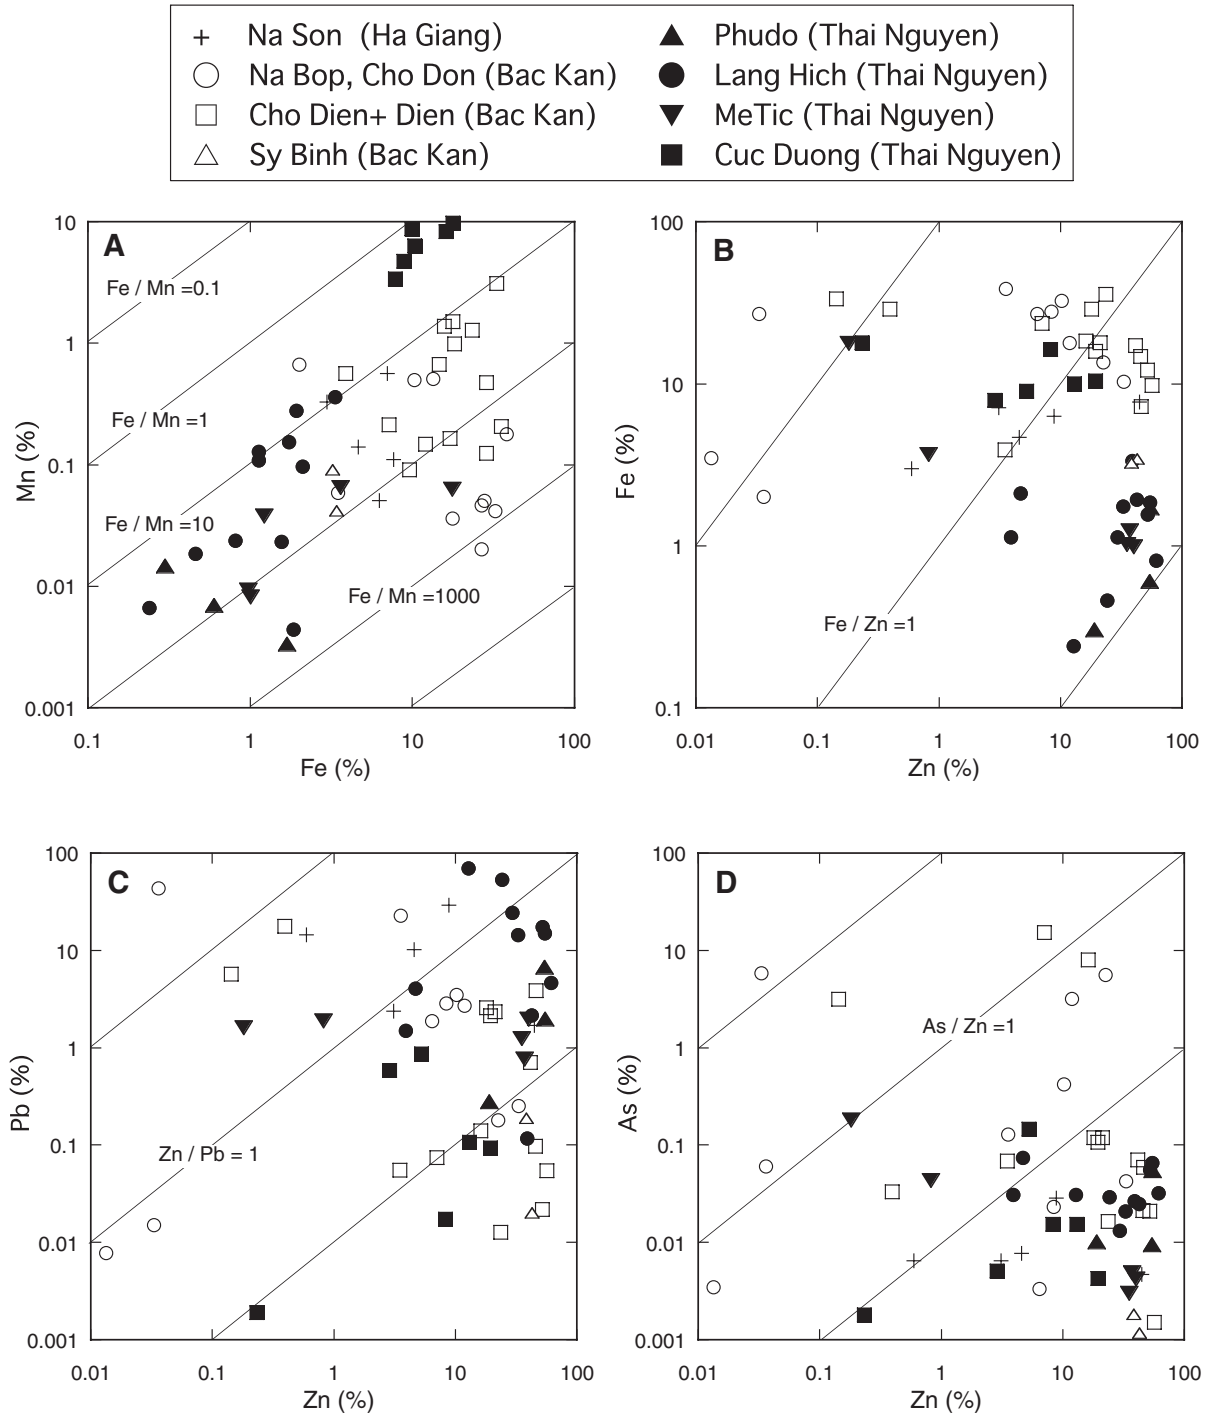 Na Son (Ha Giang)
Na Bop, Cho Don (Bac Kan)
Cho Dien+ Dien (Bac Kan)
Sy Binh (Bac Kan)
Phudo (Thai Nguyen)
Lang Hich (Thai Nguyen)
MeTic (Thai Nguyen)
Cuc Duong (Thai Nguyen)
A
Mn (%)
10
1
0.1
0.01
0.001
Fe / Mn =0.1
Fe / Mn =1
Fe / Mn =10
Fe / Mn =1000
0.1
1
10
100
Fe (%)
B
Fe (%)
100
10
1
0.1
Fe / Zn =1
0.01
0.1
1
10
100
Zn (%)
C
Pb (%)
100
10
1
0.1
0.01
0.001
Zn / Pb = 1
0.01
0.1
1
10
100
Zn (%)
D
As (%)
100
10
1
0.1
0.01
0.001
As / Zn =1
0.01
0.1
1
10
100
Zn (%)